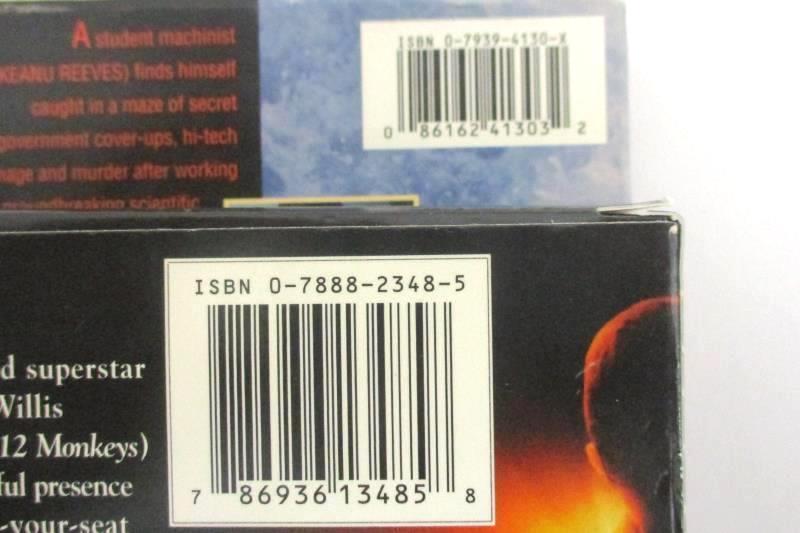 A student machinist
KEANU REEVES) finds himself
caught in a maze of secret
government cover-ups, hi-tech
and murder after working
groundbreaking scientific
ISBN 0-7939-4130-X
0 86162 41303 2
ISBN 0-7888-2348-5
7 86936 13485 8
superstar
Willis
12 Monkeys)
presence
-your-seat